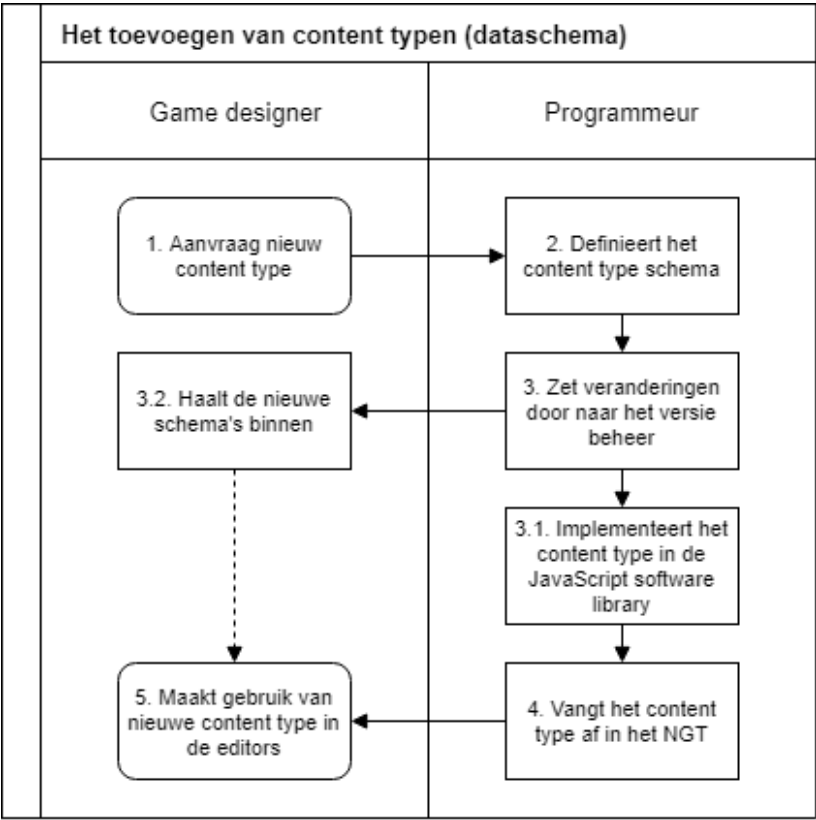 Het toevoegen van content typen (dataschema)
Game designer
Programmeur
1. Aanvraag nieuw
content type
2. Definieert het
content type schema
3.2. Haalt de nieuwe
schema's binnen
3. Zet veranderingen
door naar het versie
beheer
3.1. Implementeert het
content type in de
JavaScript software
library
5. Maakt gebruik van
nieuwe content type in
de editors
4. Vangt het content
type af in het NGT